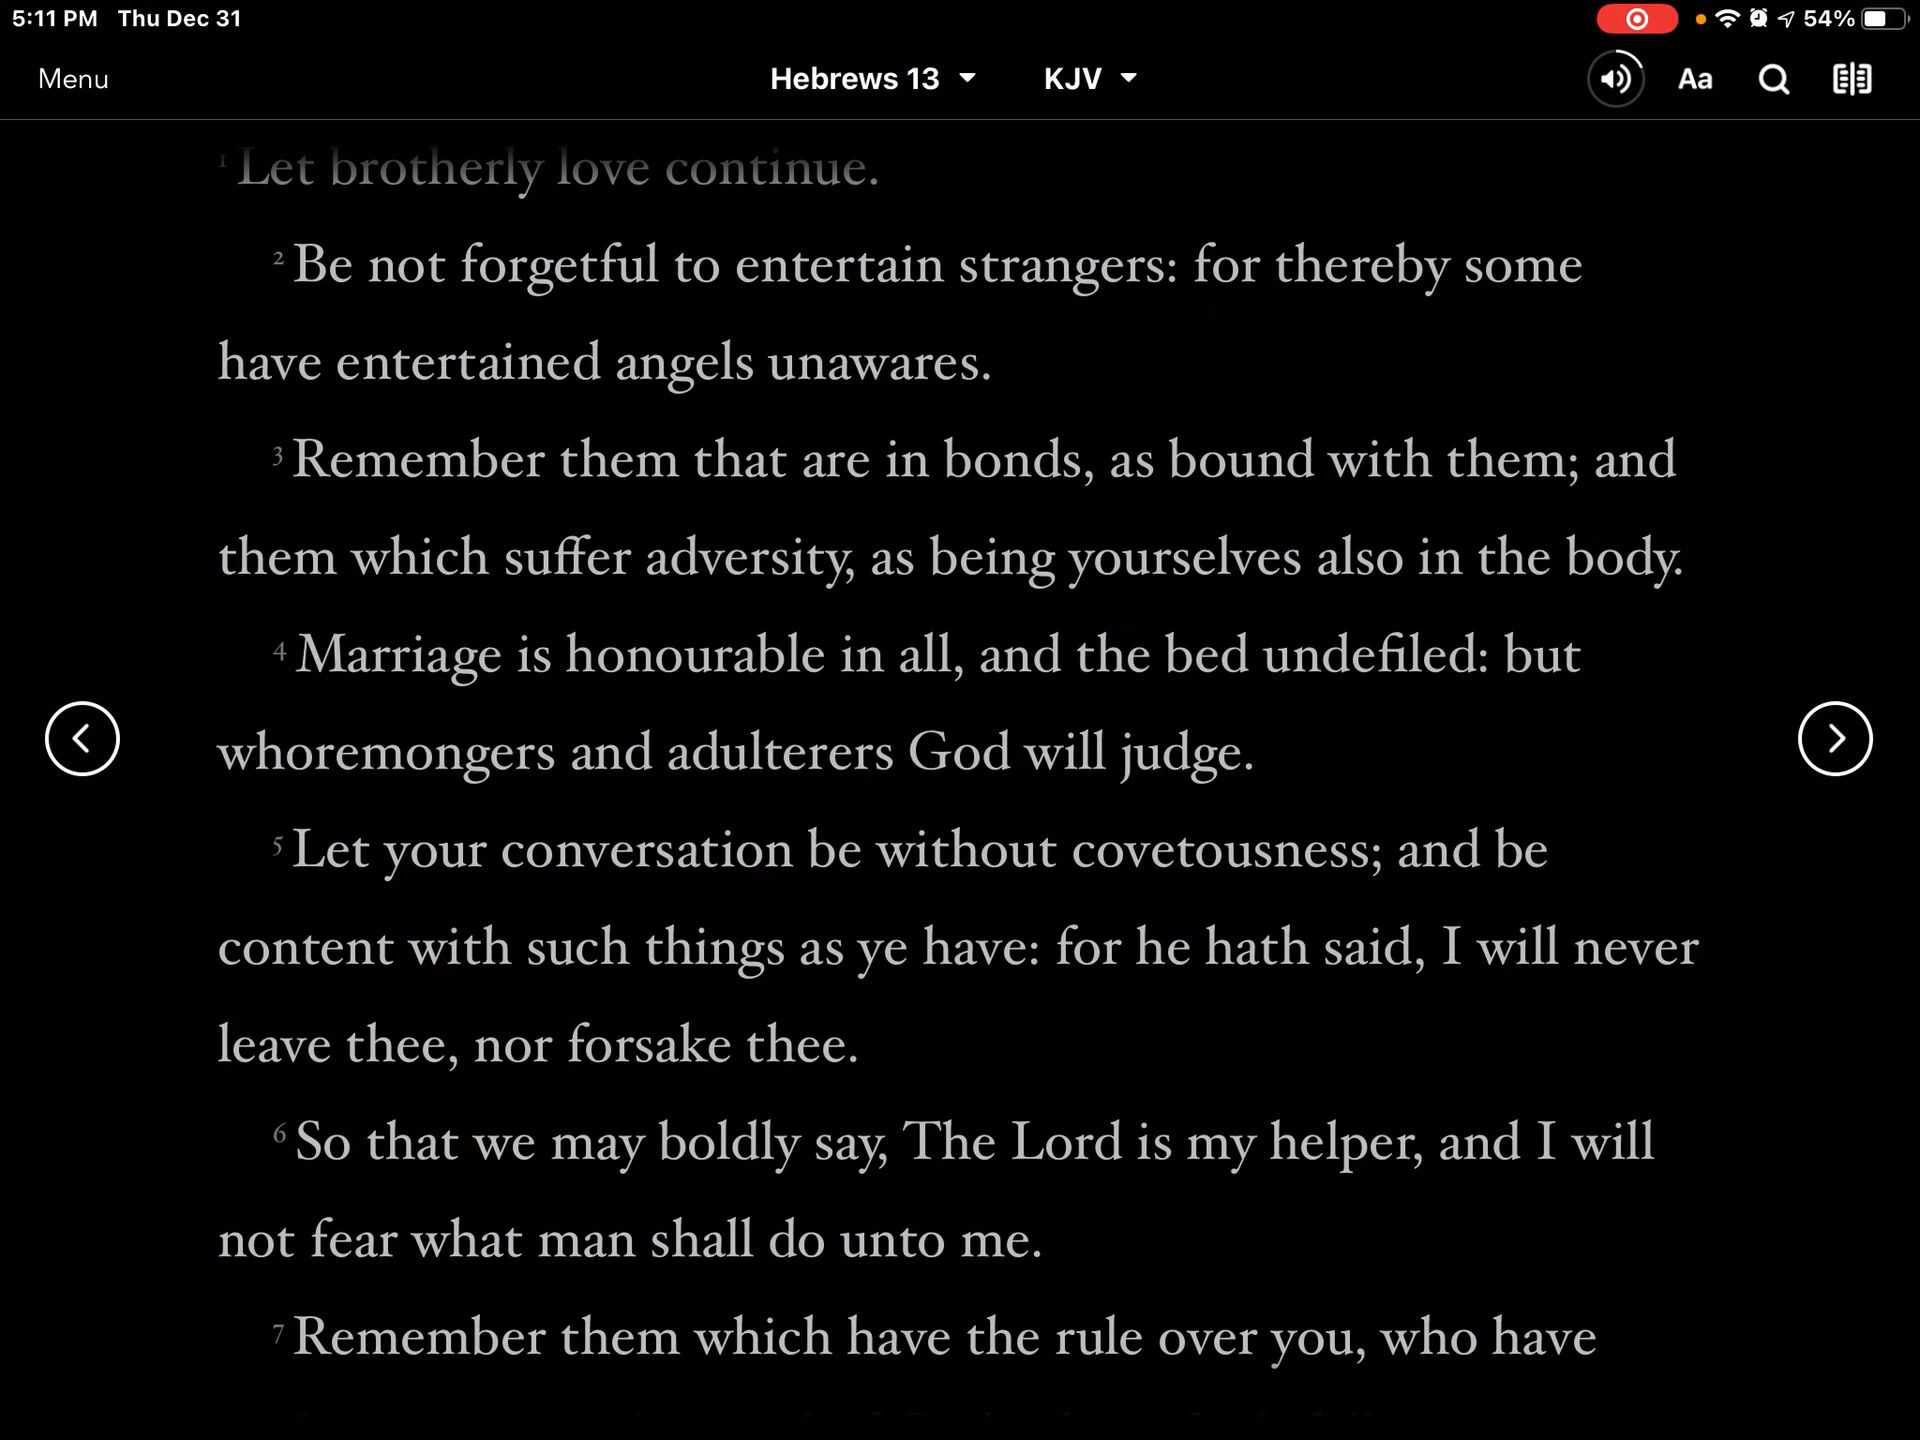 5:11 PM Thu Dec 31 54%
Menu Hebrews 13 KJV Aa
1 Let brotherly love continue.
2 Be not forgetful to entertain strangers: for thereby some
have entertained angels unawares.
3 Remember them that are in bonds, as bound with them; and
them which suffer adversity, as being yourselves also in the body.
4 Marriage is honourable in all, and the bed undefiled: but
whoremongers and adulterers God will judge.
5 Let your conversation be without covetousness; and be
content with such things as ye have: for he hath said, I will never
leave thee, nor forsake thee.
6 So that we may boldly say, The Lord is my helper, and I will
not fear what man shall do unto me.
7 Remember them which have the rule over you, who have